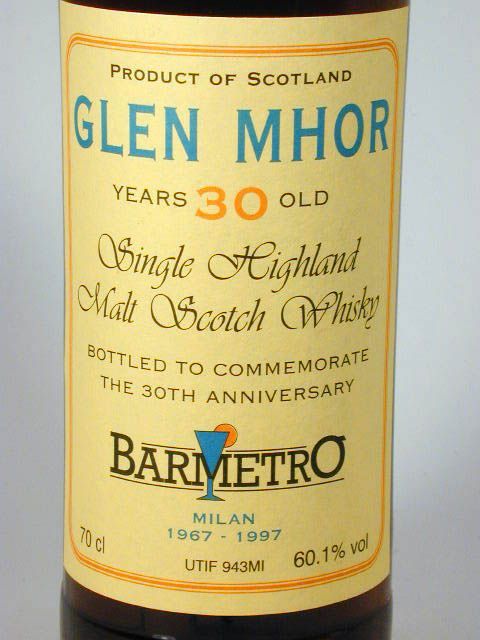 PRODUCT OF SCOTLAND
GLEN MHOR
YEARS 30 OLD
Single Highland
Malt Scotch Whisky
BOTTLED TO COMMEMORATE
THE 30TH ANNIVERSARY
BARMETRO
MILAN
1967 - 1997
70 cl
UTIF 943MI
60.1% vol